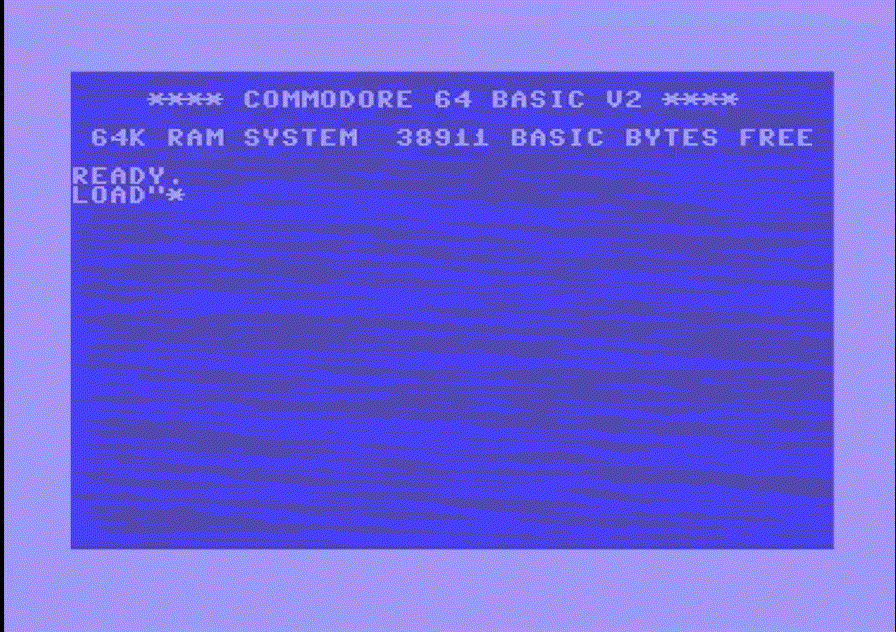 **** COMMODORE 64 BASIC V2 ****
64K RAM SYSTEM  38911 BASIC BYTES FREE
READY.
LOAD"*